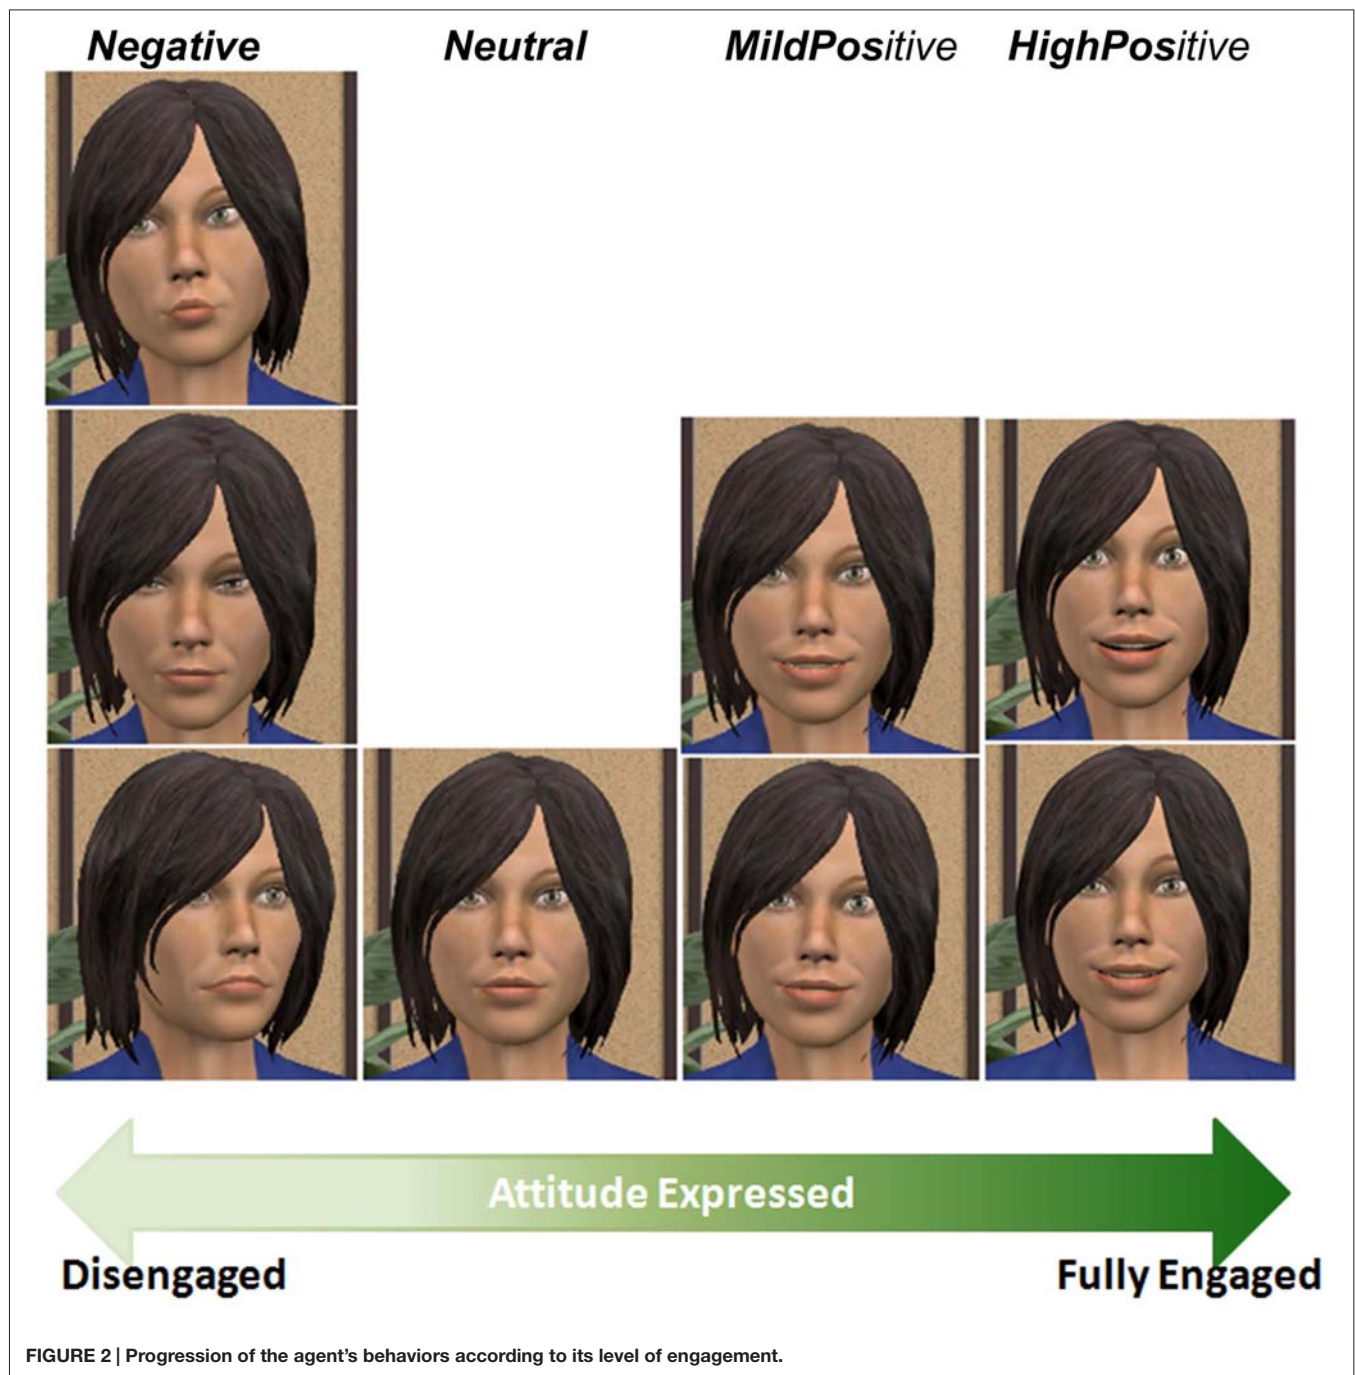 Negative Neutral MildPositive HighPositive
Attitude Expressed
Disengaged Fully Engaged
FIGURE 2 | Progression of the agent's behaviors according to its level of engagement.